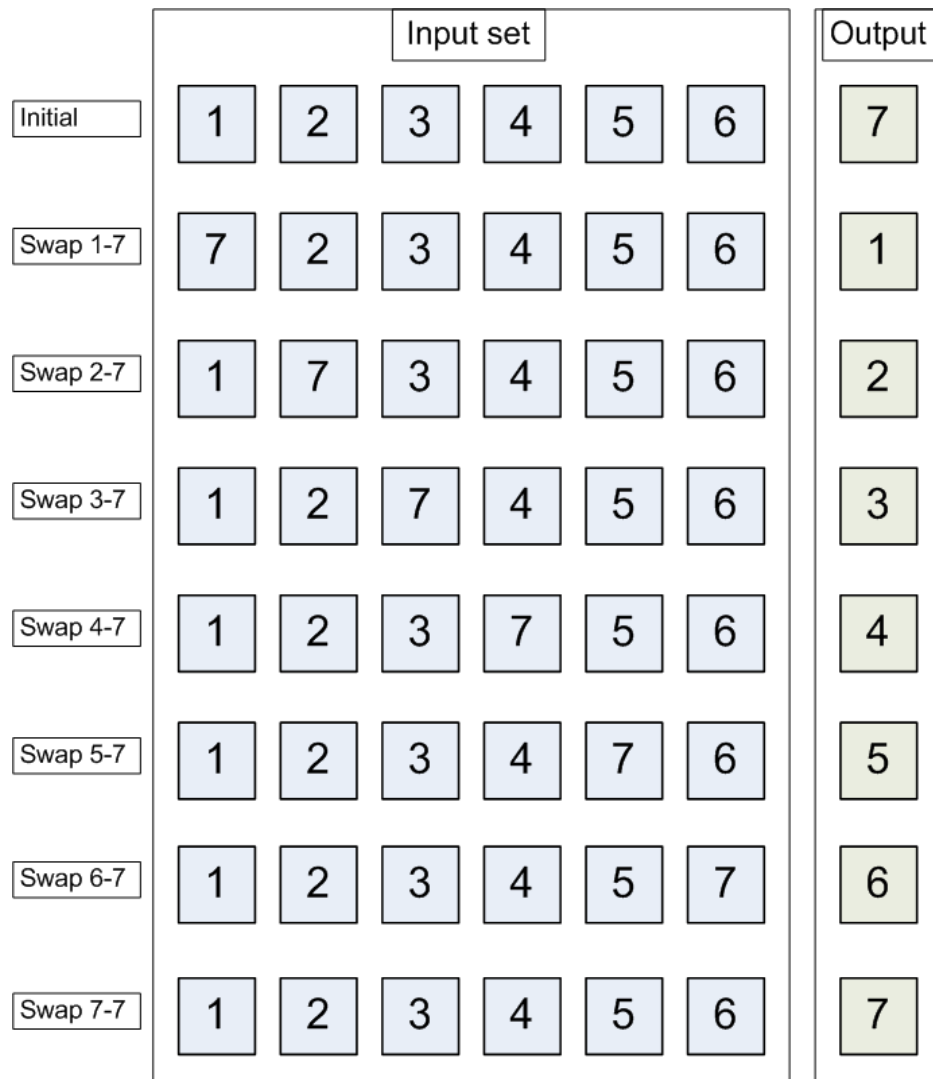 Input set Output
Initial 1 2 3 4 5 6 7
Swap 1-7 7 2 3 4 5 6 1
Swap 2-7 1 7 3 4 5 6 2
Swap 3-7 1 2 7 4 5 6 3
Swap 4-7 1 2 3 7 5 6 4
Swap 5-7 1 2 3 4 7 6 5
Swap 6-7 1 2 3 4 5 7 6
Swap 7-7 1 2 3 4 5 6 7